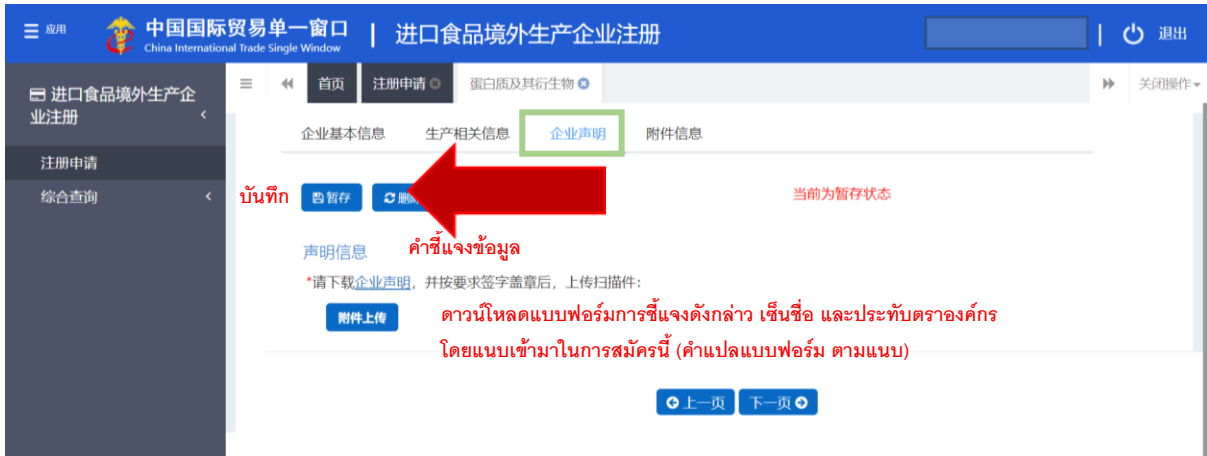 应用
中国国际贸易单一窗口
China International Trade Single Window
进口食品境外生产企业注册
退出
进口食品境外生产企
业注册
首页 注册申请 蛋白质及其衍生物
关闭操作
注册申请
综合查询
企业基本信息 生产相关信息 企业声明 附件信息
บันทึก
暂存
当前为暂存状态
声明信息
คำชี้แจงข้อมูล
*请下载企业声明，并按要求签字盖章后，上传扫描件：
附件上传
ดาวน์โหลดแบบฟอร์มการชี้แจงดังกล่าว เซ็นชื่อ และประทับตราองค์กร
โดยแนบเข้ามาในการสมัครนี้ (คำแปลแบบฟอร์ม ตามแนบ)
上一页 下一页